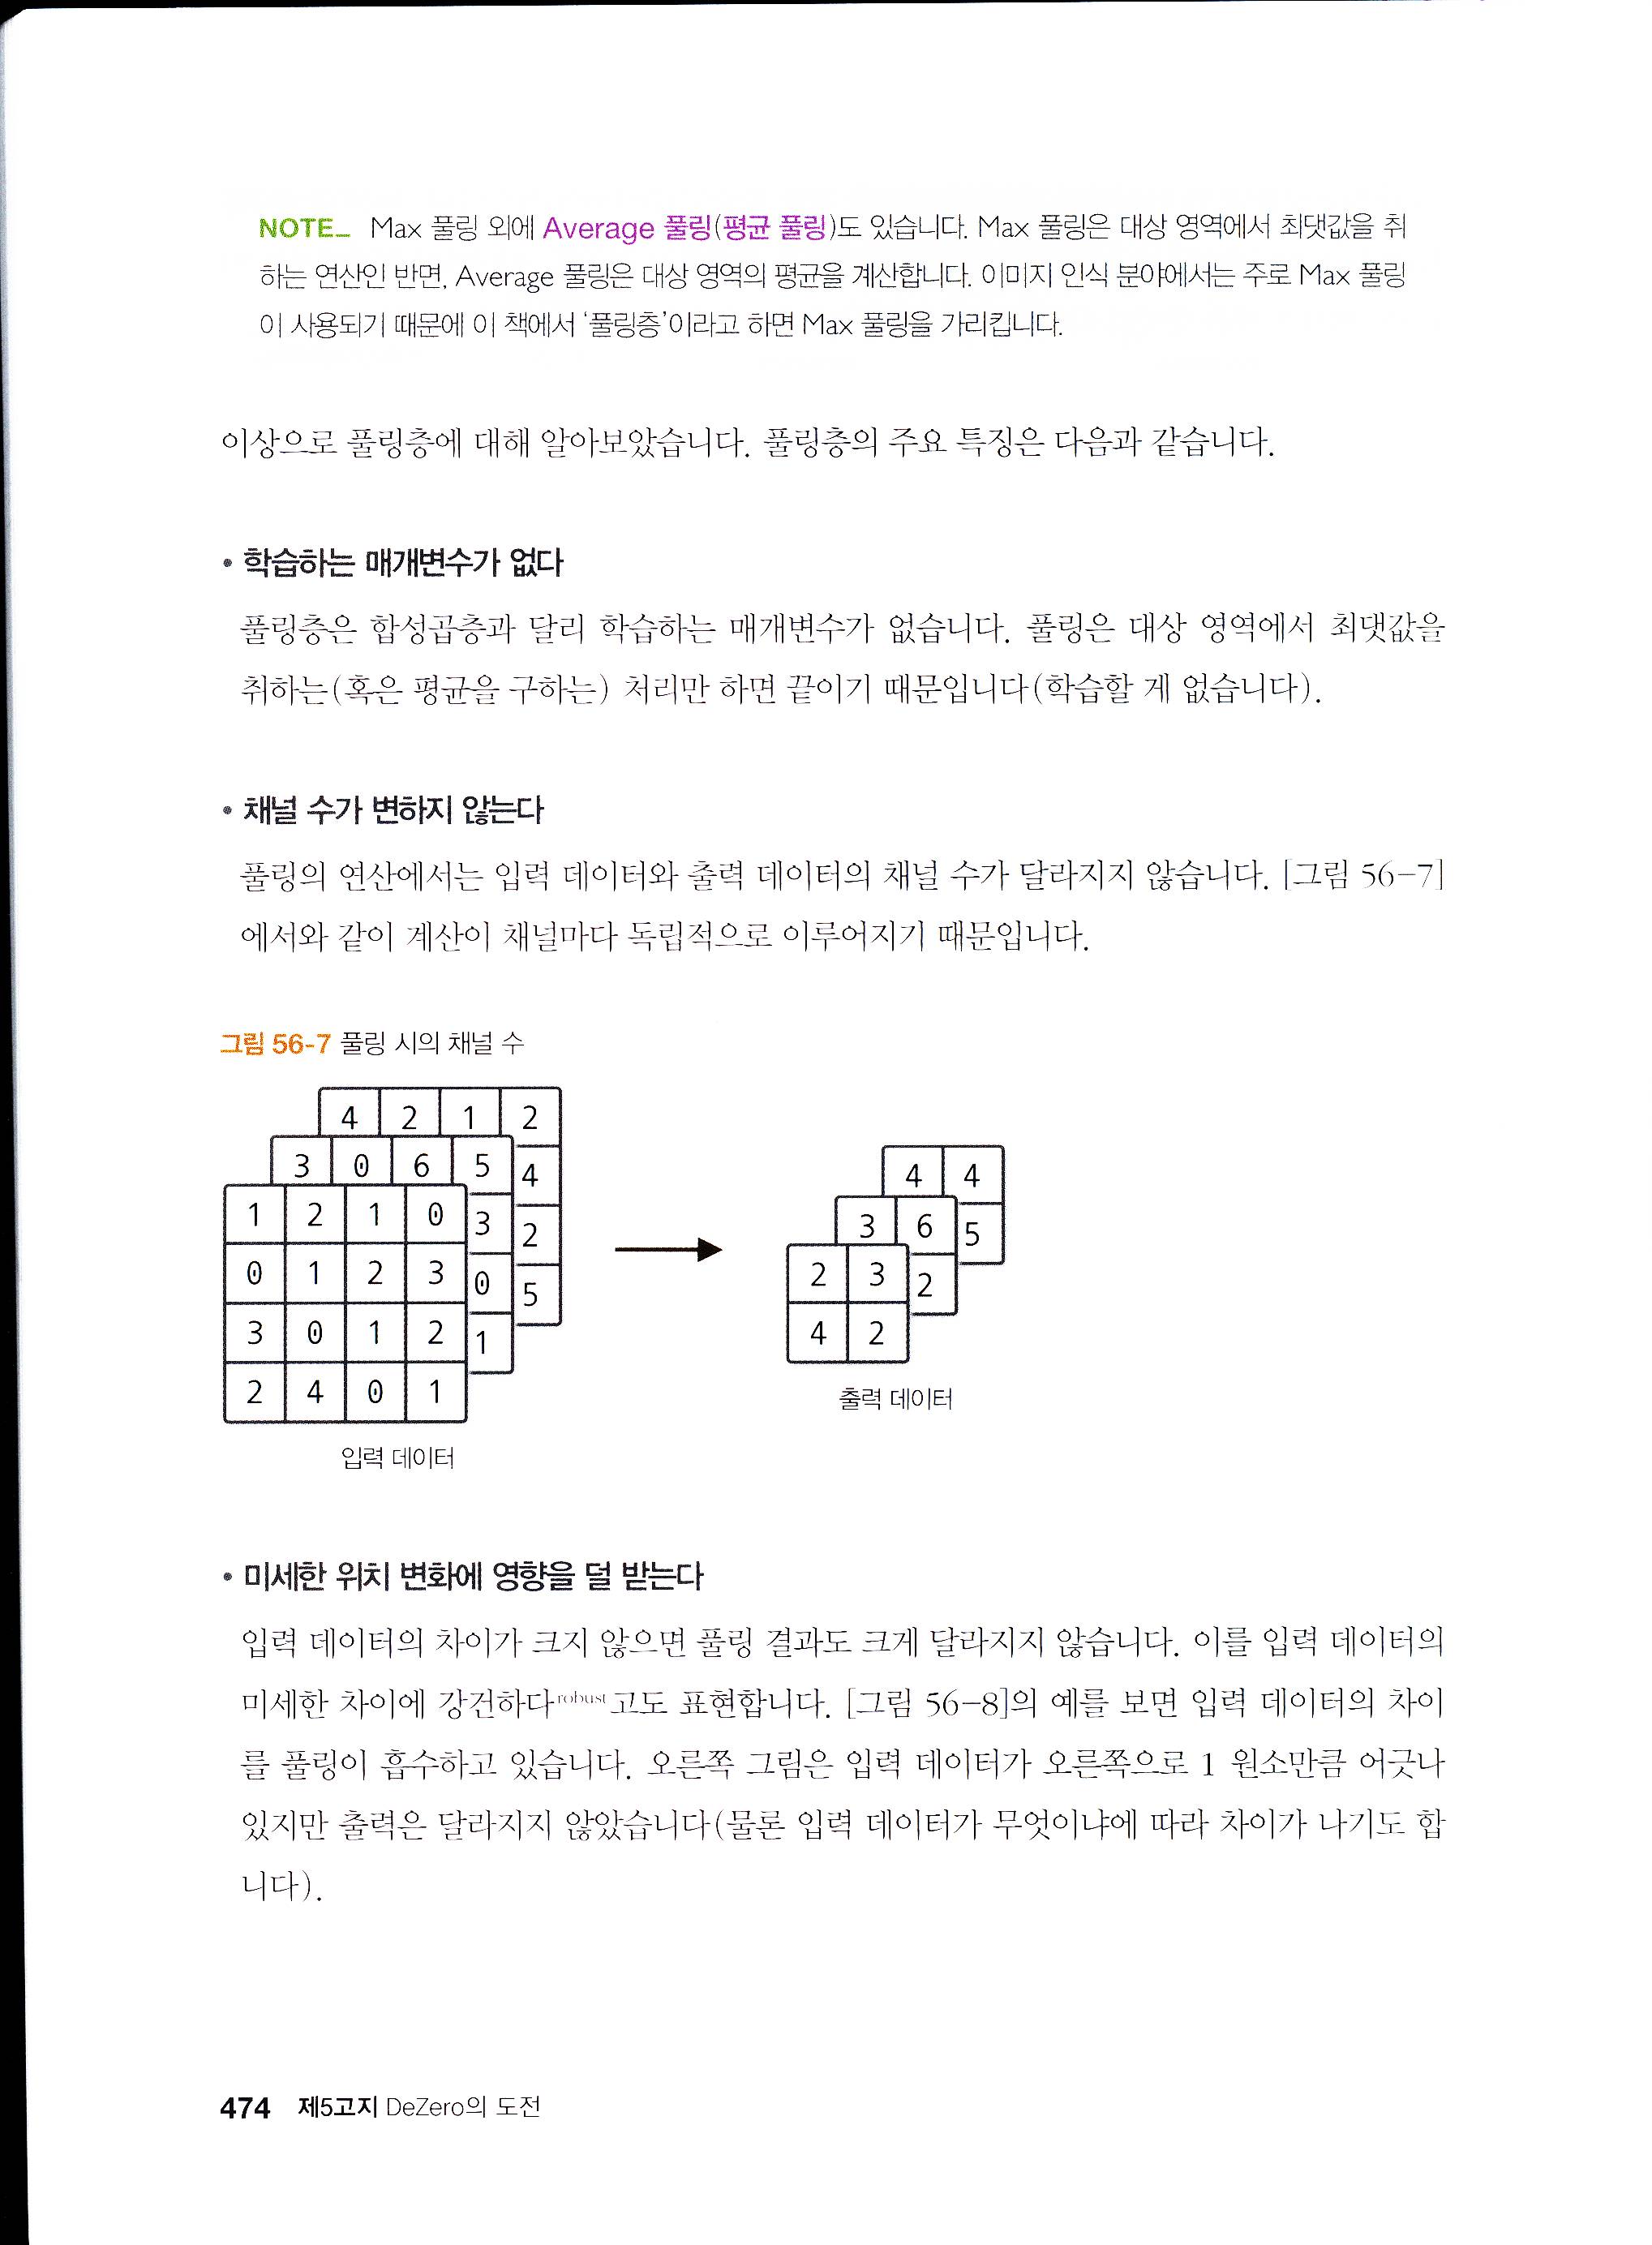 NOTE_ Max 풀링 외에 Average 풀링(평균 풀링)도 있습니다. Max 풀링은 대상 영역에서 최댓값을 취
하는 연산인 반면, Average 풀링은 대상 영역의 평균을 계산합니다. 이미지 인식 분야에서는 주로 Max 풀링
이 사용되기 때문에 이 책에서 ‘풀링층’이라고 하면 Max 풀링을 가리킵니다.
이상으로 풀링층에 대해 알아보았습니다. 풀링층의 주요 특징은 다음과 같습니다.
• 학습하는 매개변수가 없다
풀링층은 합성곱층과 달리 학습하는 매개변수가 없습니다. 풀링은 대상 영역에서 최댓값을
취하는(혹은 평균을 구하는) 처리만 하면 끝이기 때문입니다(학습할 게 없습니다).
• 채널 수가 변하지 않는다
풀링의 연산에서는 입력 데이터와 출력 데이터의 채널 수가 달라지지 않습니다. [그림 56-7]
에서와 같이 계산이 채널마다 독립적으로 이루어지기 때문입니다.
그림 56-7 풀링 시의 채널 수
4 2 1 2
3 0 6 5 4
1 2 1 0 3 2
0 1 2 3 0 5
3 0 1 2 1
2 4 0 1
입력 데이터
4 4
3 6 5
2 3 2
4 2
출력 데이터
• 미세한 위치 변화에 영향을 덜 받는다
입력 데이터의 차이가 크지 않으면 풀링 결과도 크게 달라지지 않습니다. 이를 입력 데이터의
미세한 차이에 강건하다robust고도 표현합니다. [그림 56-8]의 예를 보면 입력 데이터의 차이
를 풀링이 흡수하고 있습니다. 오른쪽 그림은 입력 데이터가 오른쪽으로 1 원소만큼 어긋나
있지만 출력은 달라지지 않았습니다(물론 입력 데이터가 무엇이냐에 따라 차이가 나기도 합
니다).
474 제5고지 DeZero의 도전